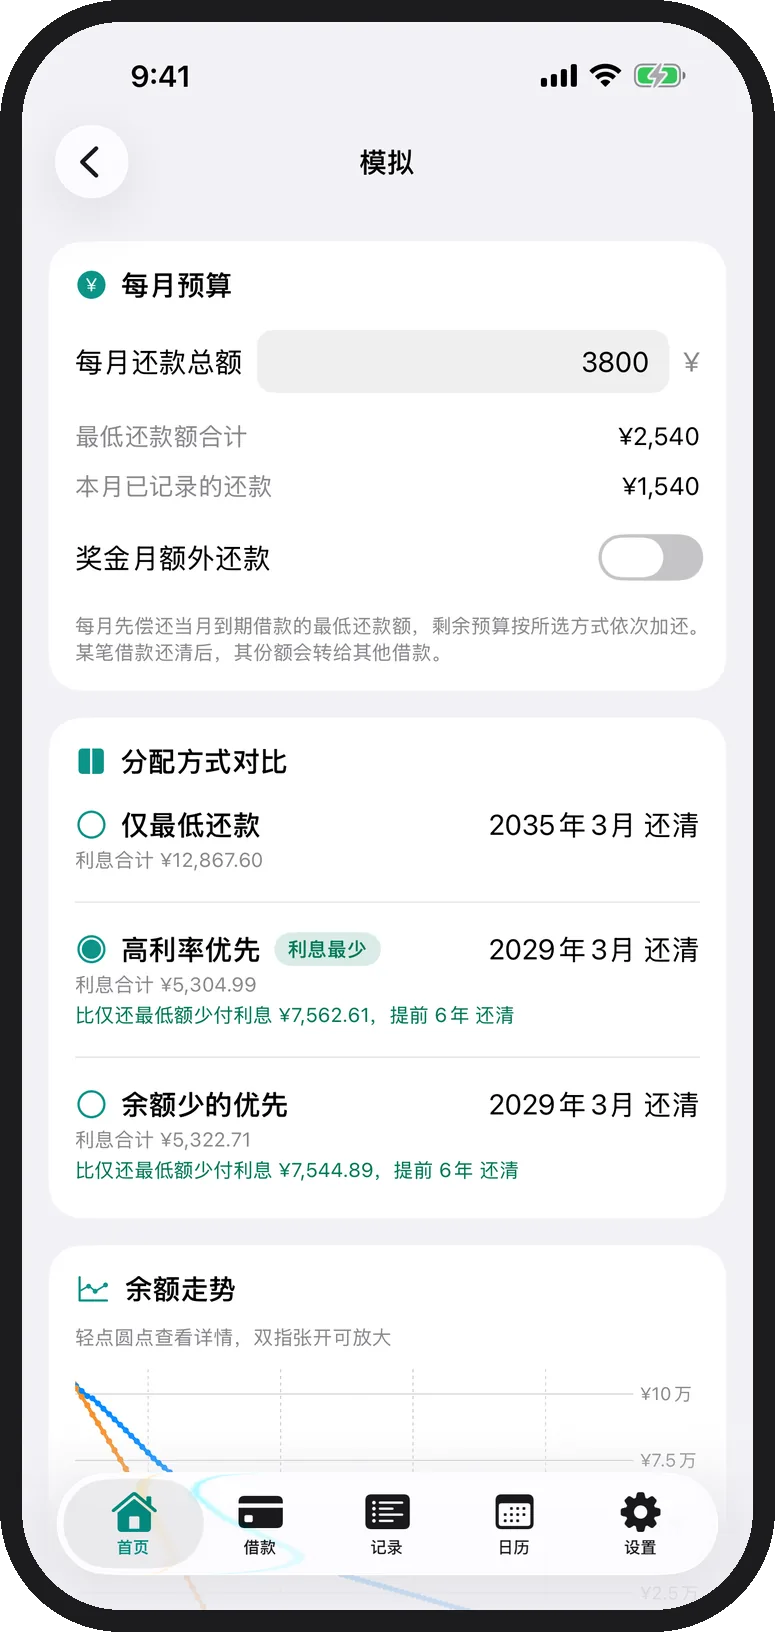 9:41
模拟
¥ 每月预算
每月还款总额 3800 ¥
最低还款额合计 ¥2,540
本月已记录的还款 ¥1,540
奖金月额外还款
每月先偿还当月到期借款的最低还款额，剩余预算按所选方式依次加还。
某笔借款还清后，其份额会转给其他借款。
分配方式对比
仅最低还款 2035年3月 还清
利息合计 ¥12,867.60
高利率优先 利息最少 2029年3月 还清
利息合计 ¥5,304.99
比仅还最低额少付利息 ¥7,562.61，提前 6年 还清
余额少的优先 2029年3月 还清
利息合计 ¥5,322.71
比仅还最低额少付利息 ¥7,544.89，提前 6年 还清
余额走势
轻点圆点查看详情，双指张开可放大
¥10万
¥7.5万
首页 借款 记录 日历 设置
¥2.5万